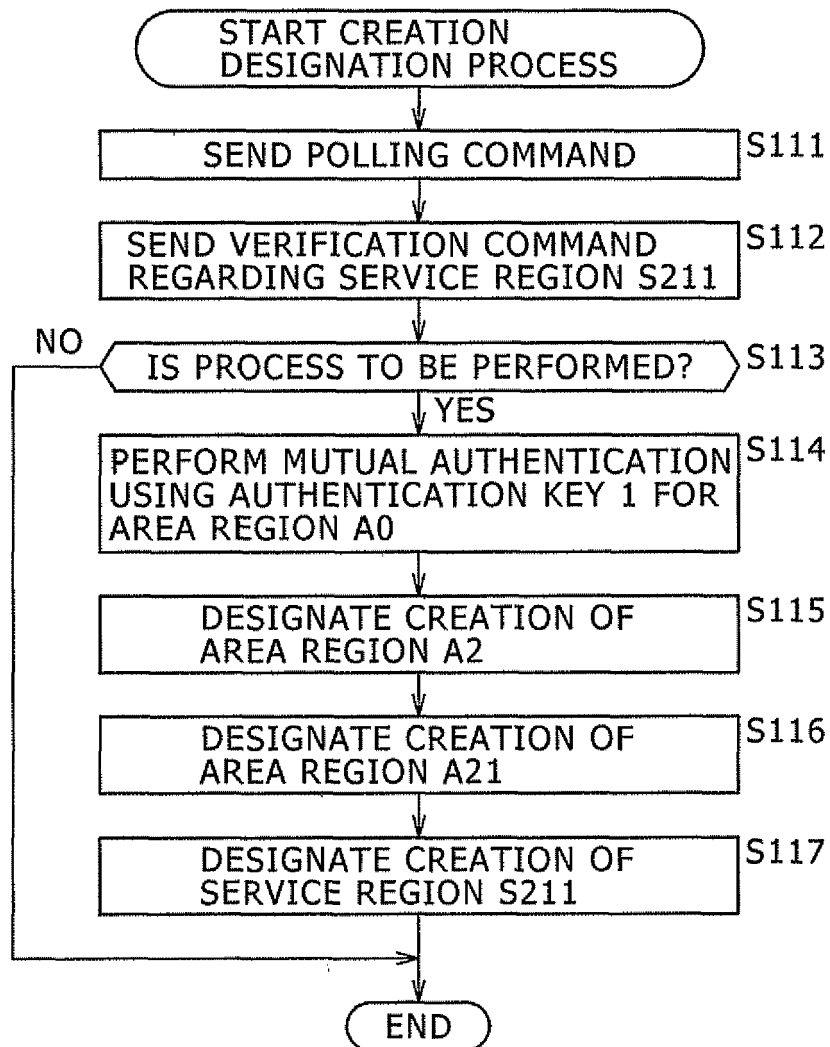 START CREATION
DESIGNATION PROCESS
SEND POLLING COMMAND
S111
SEND VERIFICATION COMMAND
REGARDING SERVICE REGION S211
S112
NO
IS PROCESS TO BE PERFORMED?
S113
YES
PERFORM MUTUAL AUTHENTICATION
USING AUTHENTICATION KEY 1 FOR
AREA REGION A0
S114
DESIGNATE CREATION OF
AREA REGION A2
S115
DESIGNATE CREATION OF
AREA REGION A21
S116
DESIGNATE CREATION OF
SERVICE REGION S211
S117
END